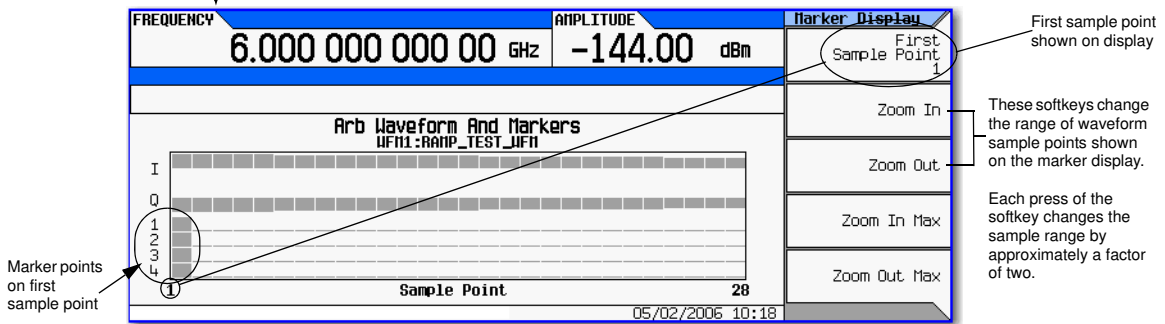 FREQUENCY
6.000 000 000 00 GHz
AMPLITUDE
-144.00 dBm
Arb Waveform And Markers
WFM1:RAMP_TEST_WFM
I
Q
1
2
3
4
1
Sample Point
28
05/02/2006 10:18
Marker Display
First
Sample Point
1
Zoom In
Zoom Out
Zoom In Max
Zoom Out Max
Marker points
on first
sample point
First sample point
shown on display
These softkeys change
the range of waveform
sample points shown
on the marker display.
Each press of the
softkey changes the
sample range by
approximately a factor
of two.